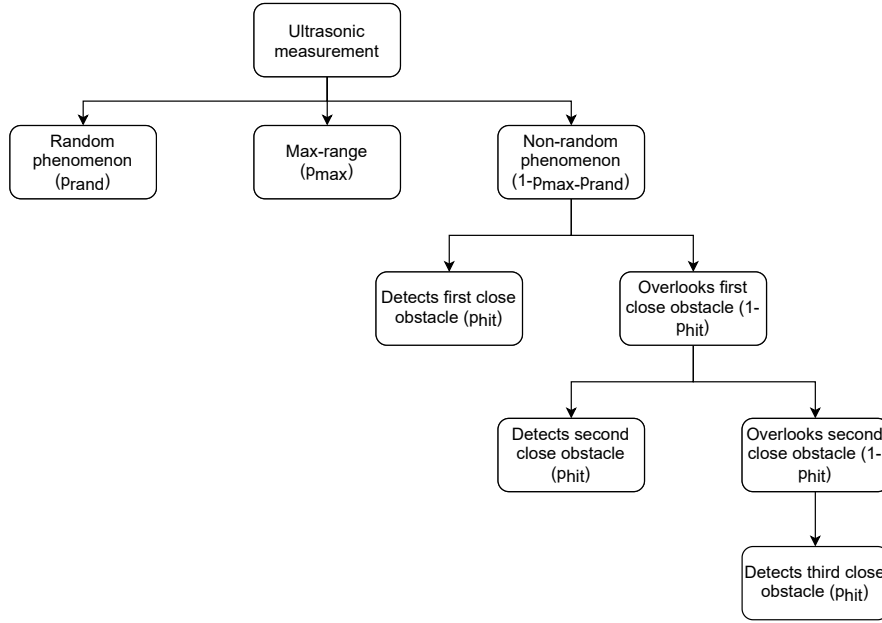 Ultrasonic
measurement
Random
phenomenon
(prand)
Max-range
(pmax)
Non-random
phenomenon
(1-pmax-prand)
Detects first close
obstacle (phit)
Overlooks first
close obstacle (1-
phit)
Detects second
close obstacle
(phit)
Overlooks second
close obstacle (1-
phit)
Detects third close
obstacle (phit)